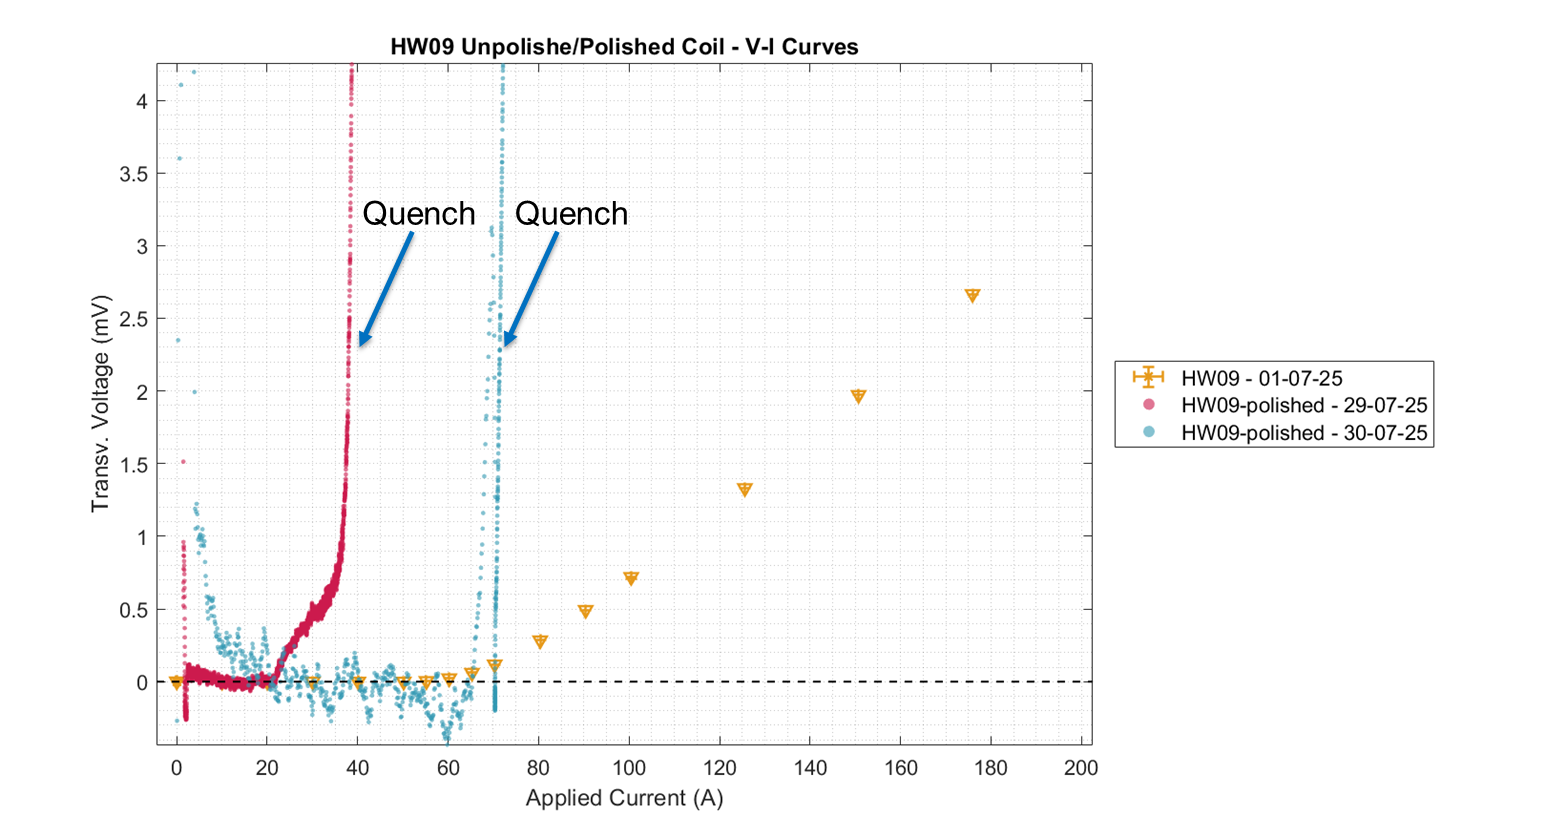 HW09 Unpolishe/Polished Coil - V-I Curves
Transv. Voltage (mV)
4
3.5
3
2.5
2
1.5
1
0.5
0
Quench
Quench
0 20 40 60 80 100 120 140 160 180 200
Applied Current (A)
HW09 - 01-07-25
HW09-polished - 29-07-25
HW09-polished - 30-07-25